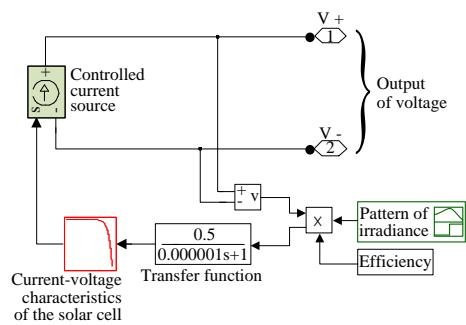 V +
1
+
Controlled
current
source
s
-
Output
of voltage
V -
2
+
-
v
Pattern of
irradiance
x
0.5
0.000001s+1
Efficiency
Transfer function
Current-voltage
characteristics
of the solar cell